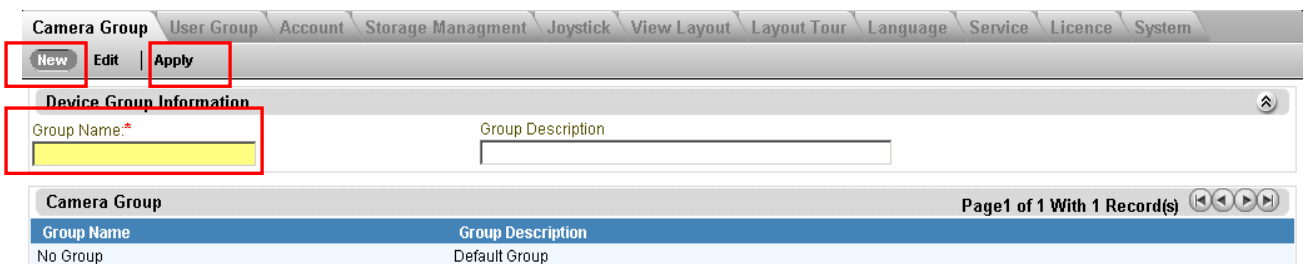 Camera Group User Group Account Storage Managment Joystick View Layout Layout Tour Language Service Licence System
New Edit | Apply
Device Group Information
Group Name:* Group Description
Camera Group Page1 of 1 With 1 Record(s)
Group Name Group Description
No Group Default Group